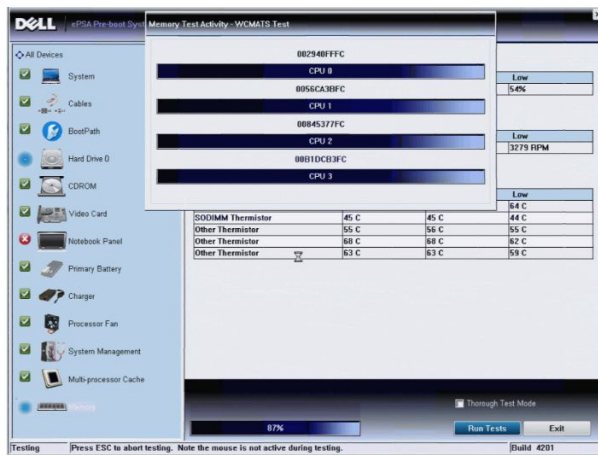 DELL
ePSA Pre-boot Syst
Memory Test Activity - WCMATS Test
002940FFFC
CPU 0
0056CA3BFC
CPU 1
00845377FC
CPU 2
00B1DCB3FC
CPU 3
All Devices
System
Cables
BootPath
Hard Drive 0
CDROM
Video Card
Notebook Panel
Primary Battery
Charger
Processor Fan
System Management
Multi-processor Cache
Memory
Low
54%
Low
3279 RPM
Low
64 C
SODIMM Thermistor 45 C 45 C 44 C
Other Thermistor 55 C 56 C 55 C
Other Thermistor 68 C 68 C 62 C
Other Thermistor 63 C 63 C 59 C
Thorough Test Mode
87%
Run Tests
Exit
Testing
Press ESC to abort testing. Note the mouse is not active during testing.
Build 4201